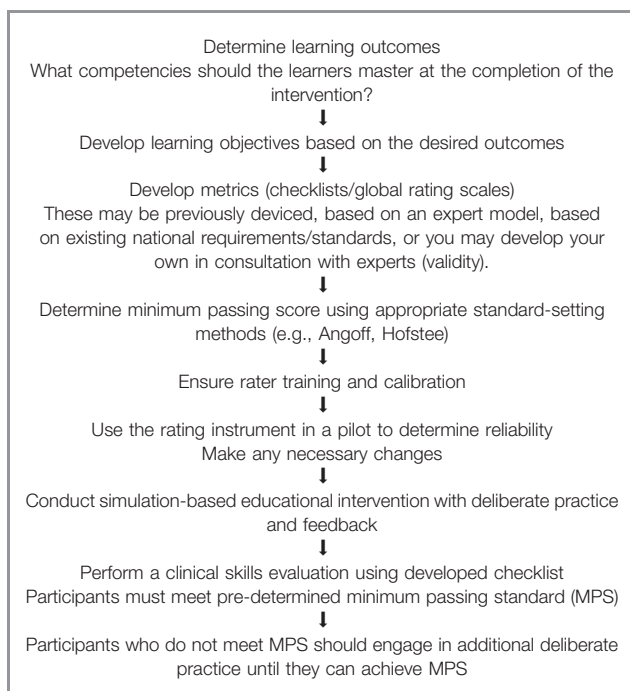 Determine learning outcomes
What competencies should the learners master at the completion of the
intervention?
Develop learning objectives based on the desired outcomes
Develop metrics (checklists/global rating scales)
These may be previously deviced, based on an expert model, based
on existing national requirements/standards, or you may develop your
own in consultation with experts (validity).
Determine minimum passing score using appropriate standard-setting
methods (e.g., Angoff, Hofstee)
Ensure rater training and calibration
Use the rating instrument in a pilot to determine reliability
Make any necessary changes
Conduct simulation-based educational intervention with deliberate practice
and feedback
Perform a clinical skills evaluation using developed checklist
Participants must meet pre-determined minimum passing standard (MPS)
Participants who do not meet MPS should engage in additional deliberate
practice until they can achieve MPS